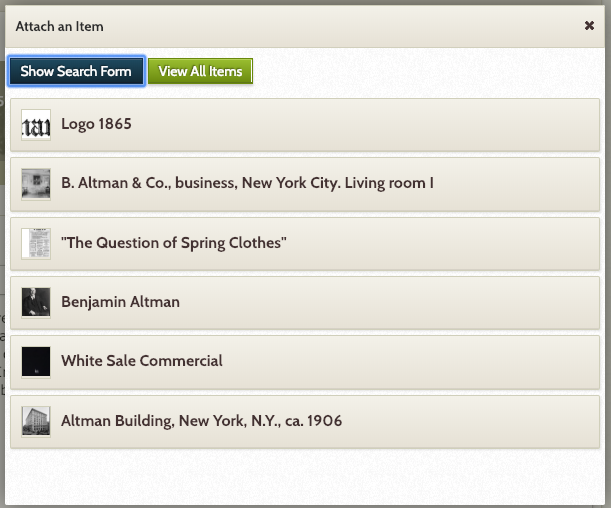 Attach an Item
Show Search Form
View All Items
Logo 1865
B. Altman & Co., business, New York City. Living room I
"The Question of Spring Clothes"
Benjamin Altman
White Sale Commercial
Altman Building, New York, N.Y., ca. 1906